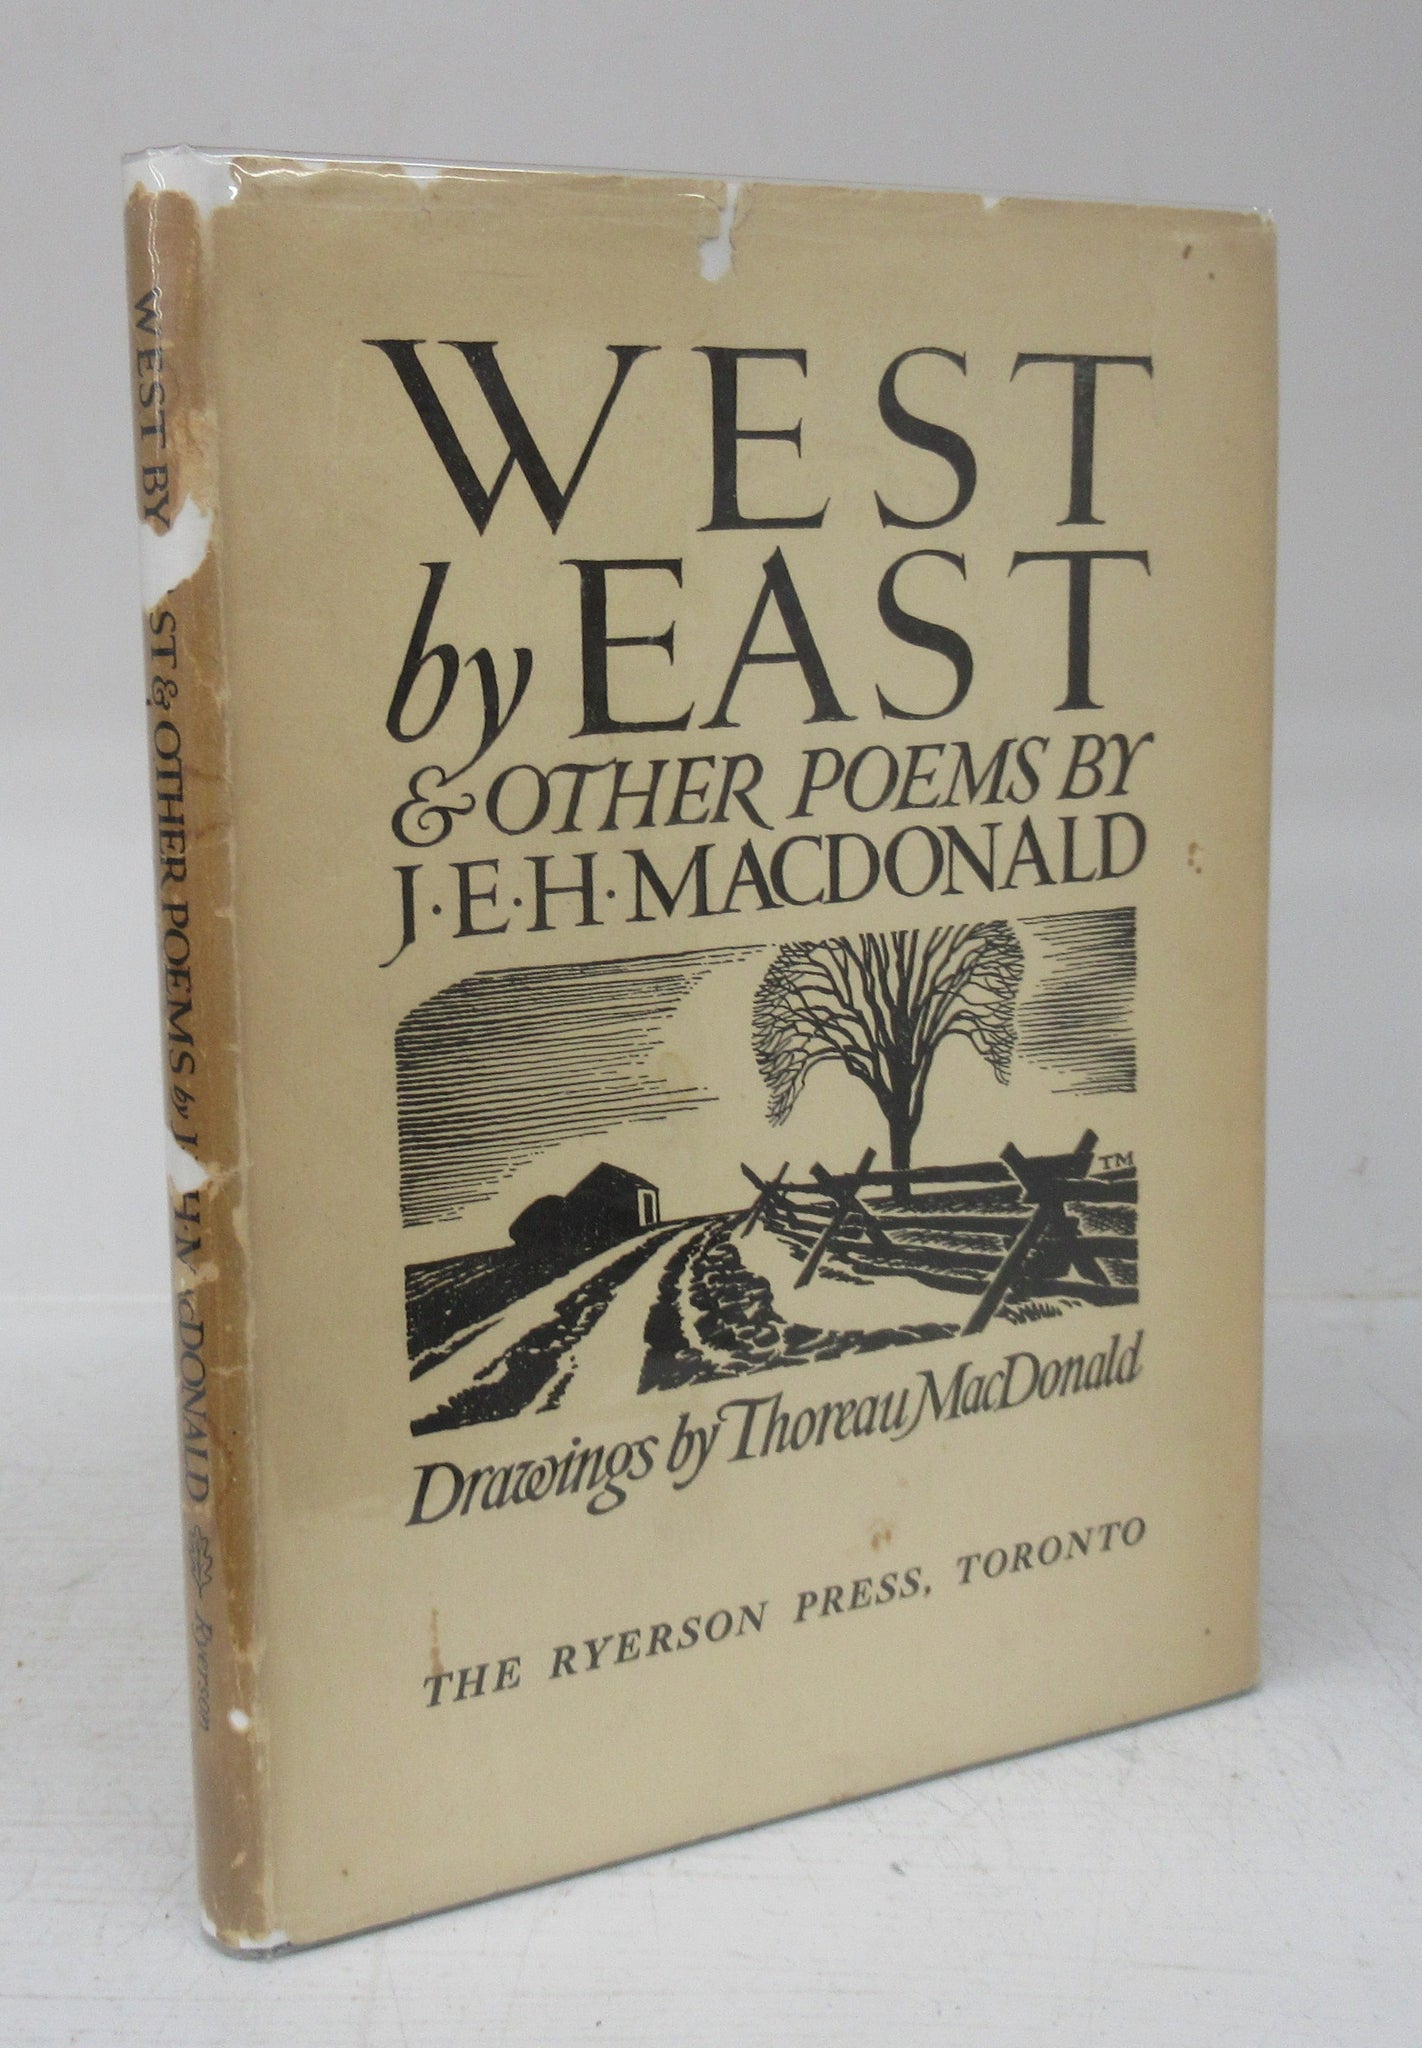 WEST
by EAST
& OTHER POEMS BY
J·E·H·MACDONALD
TM
Drawings by Thoreau MacDonald
THE RYERSON PRESS, TORONTO
WEST BY ST & OTHER POEMS by J· H·M cDONALD Ryerson